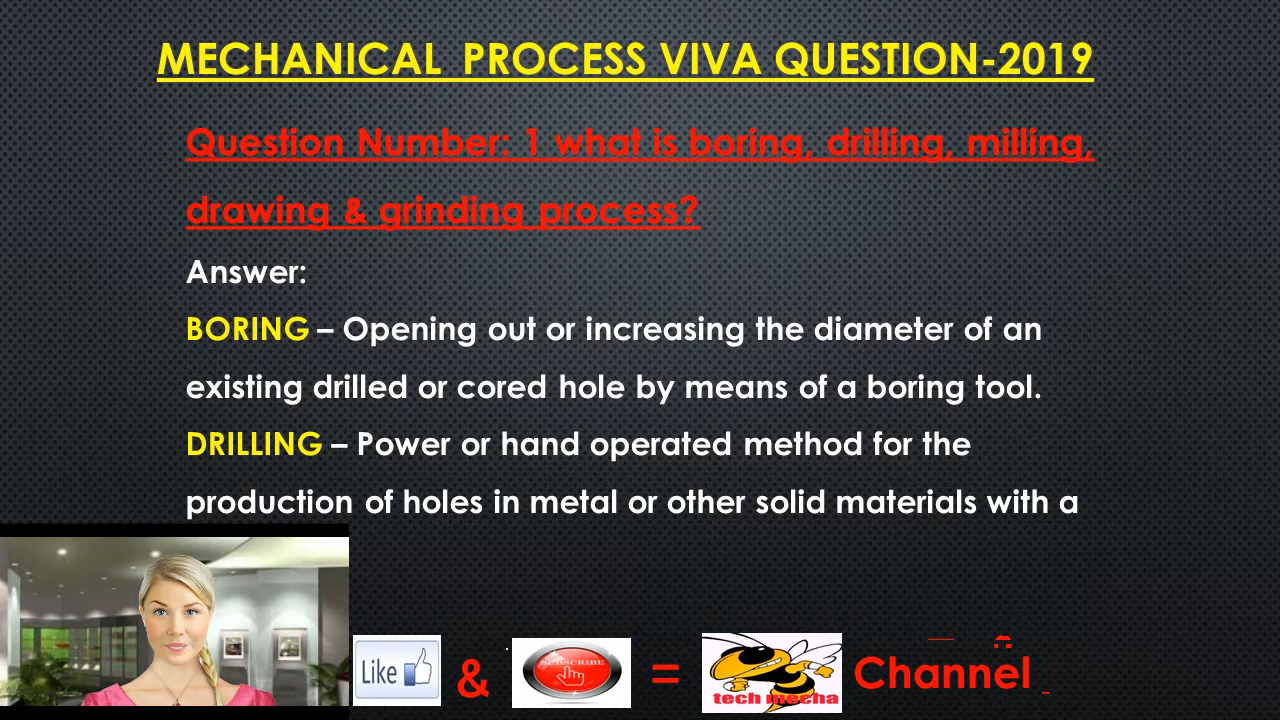 MECHANICAL PROCESS VIVA QUESTION-2019
Question Number: 1 what is boring, drilling, milling,
drawing & grinding process?
Answer:
BORING – Opening out or increasing the diameter of an
existing drilled or cored hole by means of a boring tool.
DRILLING – Power or hand operated method for the
production of holes in metal or other solid materials with a
Like & SUBSCRIBE = tech mecha Channel